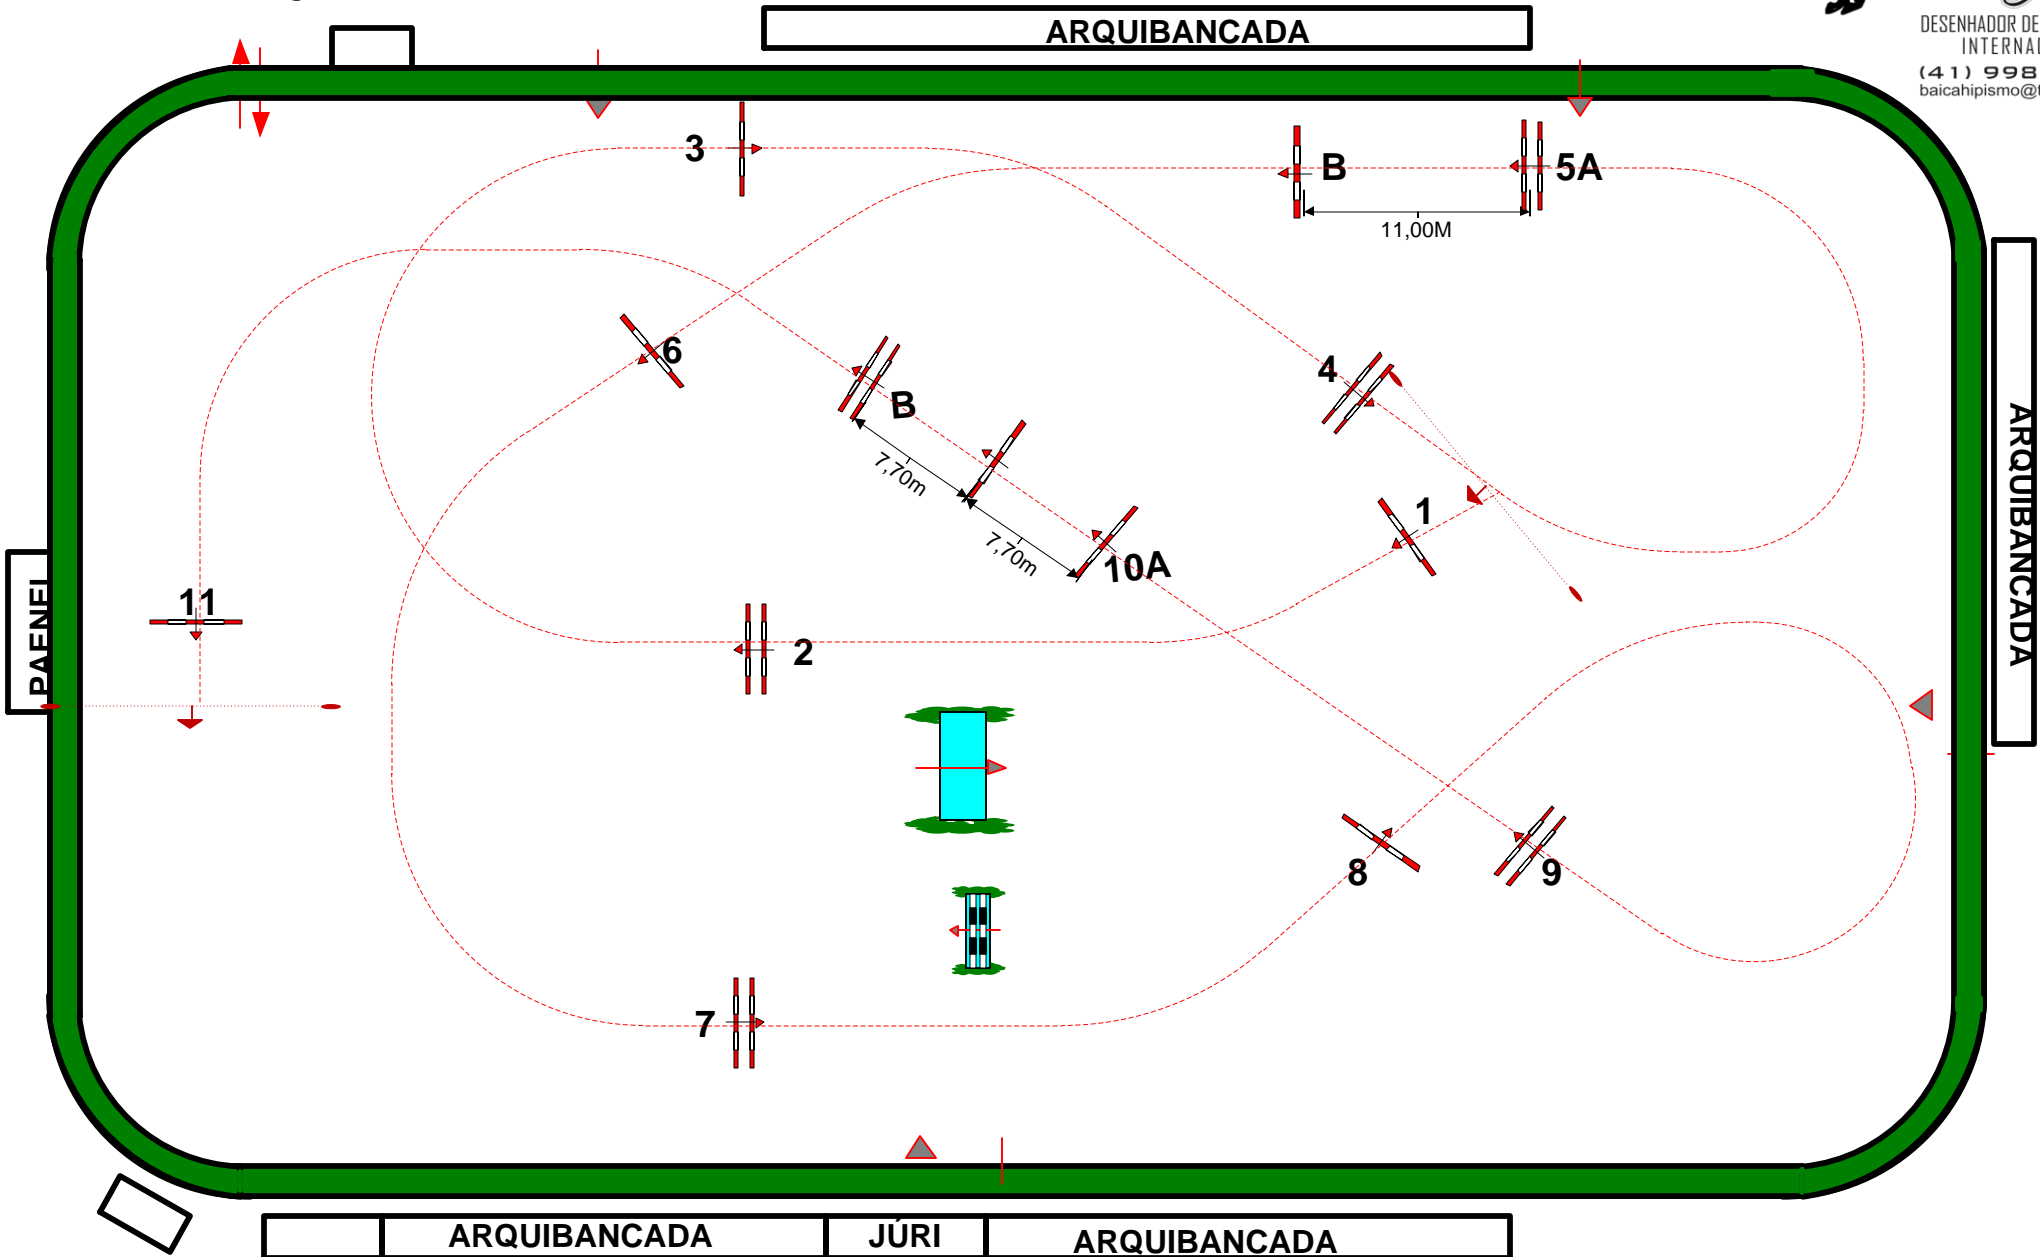 ARQUIBANCADA
DESENHADOR DE
INTERNA
(41) 998
baicahipismo@
3
B
5A
11,00M
6
4
B
7,70m
1
7,70m
10A
ARQUIBANCADA
11
2
8
9
7
ARQUIBANCADA
JÚRI
ARQUIBANCADA